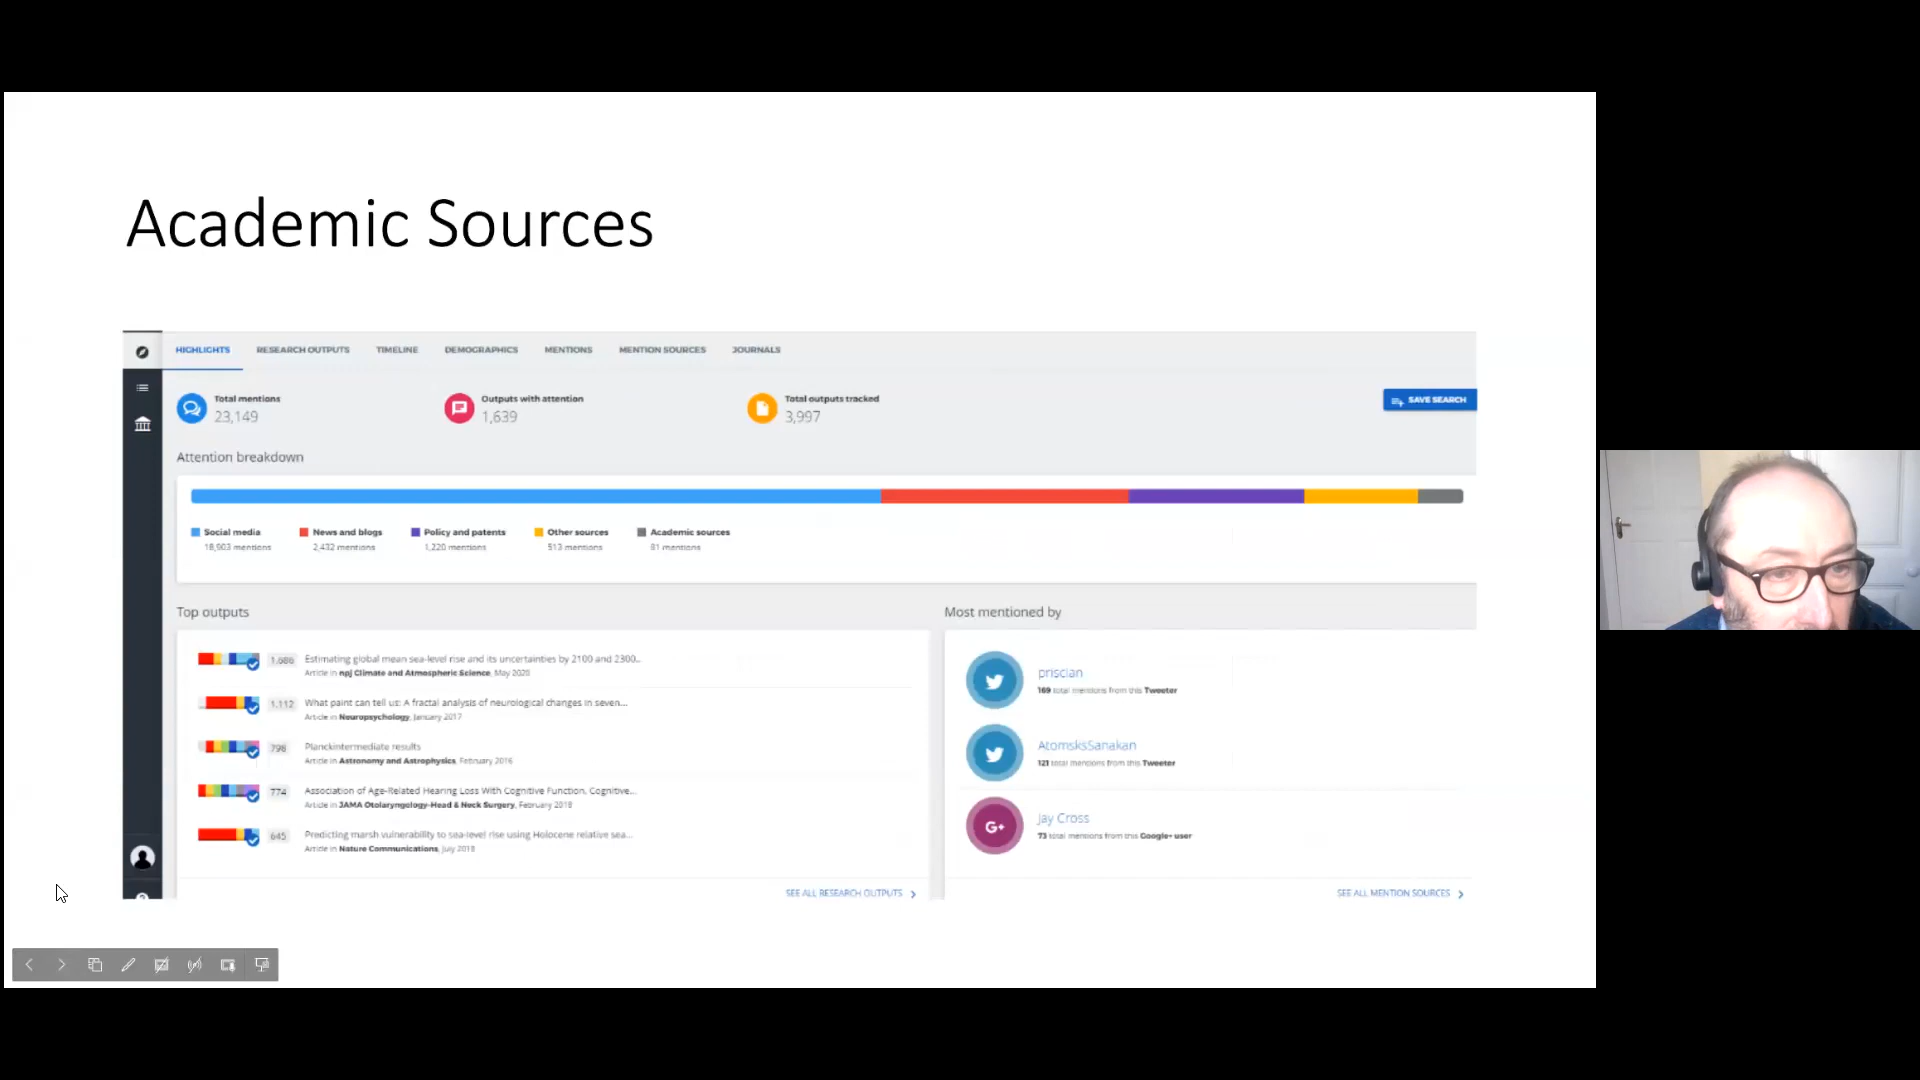 Academic Sources
HIGHLIGHTS RESEARCH OUTPUTS TIMELINE DEMOGRAPHICS MENTIONS MENTION SOURCES JOURNALS
Total mentions
23,149
Outputs with attention
1,639
Total outputs tracked
3,997
SAVE SEARCH
Attention breakdown
Social media
18,903 mentions
News and blogs
2,432 mentions
Policy and patents
1,220 mentions
Other sources
513 mentions
Academic sources
81 mentions
Top outputs
1,686 Estimating global mean sea-level rise and its uncertainties by 2100 and 2300...
Article in npj Climate and Atmospheric Science, May 2020
1,112 What paint can tell us: A fractal analysis of neurological changes in seven...
Article in Neuropsychology, January 2017
798 Planckintermediate results
Article in Astronomy and Astrophysics, February 2016
774 Association of Age-Related Hearing Loss With Cognitive Function, Cognitive...
Article in JAMA Otolaryngology-Head & Neck Surgery, February 2018
645 Predicting marsh vulnerability to sea-level rise using Holocene relative sea...
Article in Nature Communications, July 2018
SEE ALL RESEARCH OUTPUTS
Most mentioned by
priscian
169 total mentions from this Tweeter
AtomsksSanakan
121 total mentions from this Tweeter
G+
Jay Cross
73 total mentions from this Google+ user
SEE ALL MENTION SOURCES